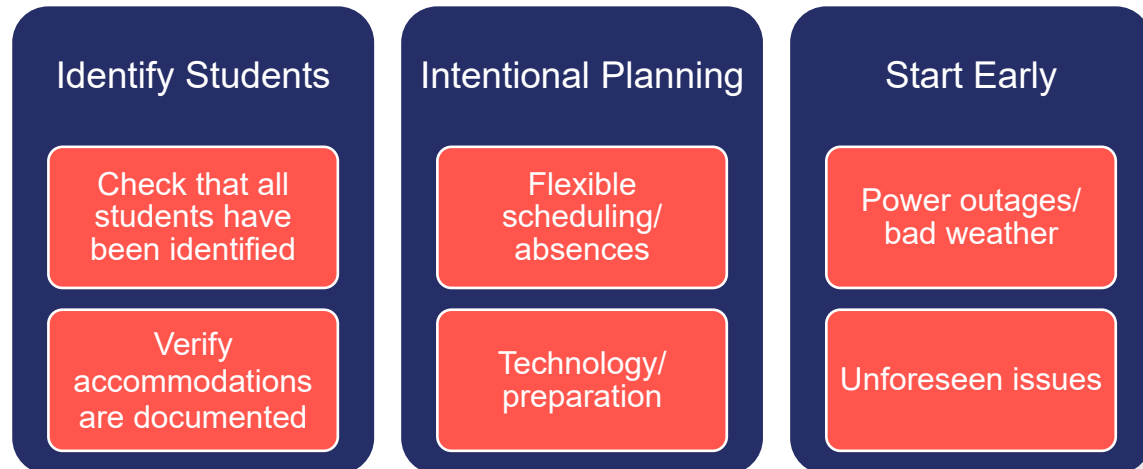 Identify Students
Check that all
students have
been identified
Verify
accommodations
are documented
Intentional Planning
Flexible
scheduling/
absences
Technology/
preparation
Start Early
Power outages/
bad weather
Unforeseen issues